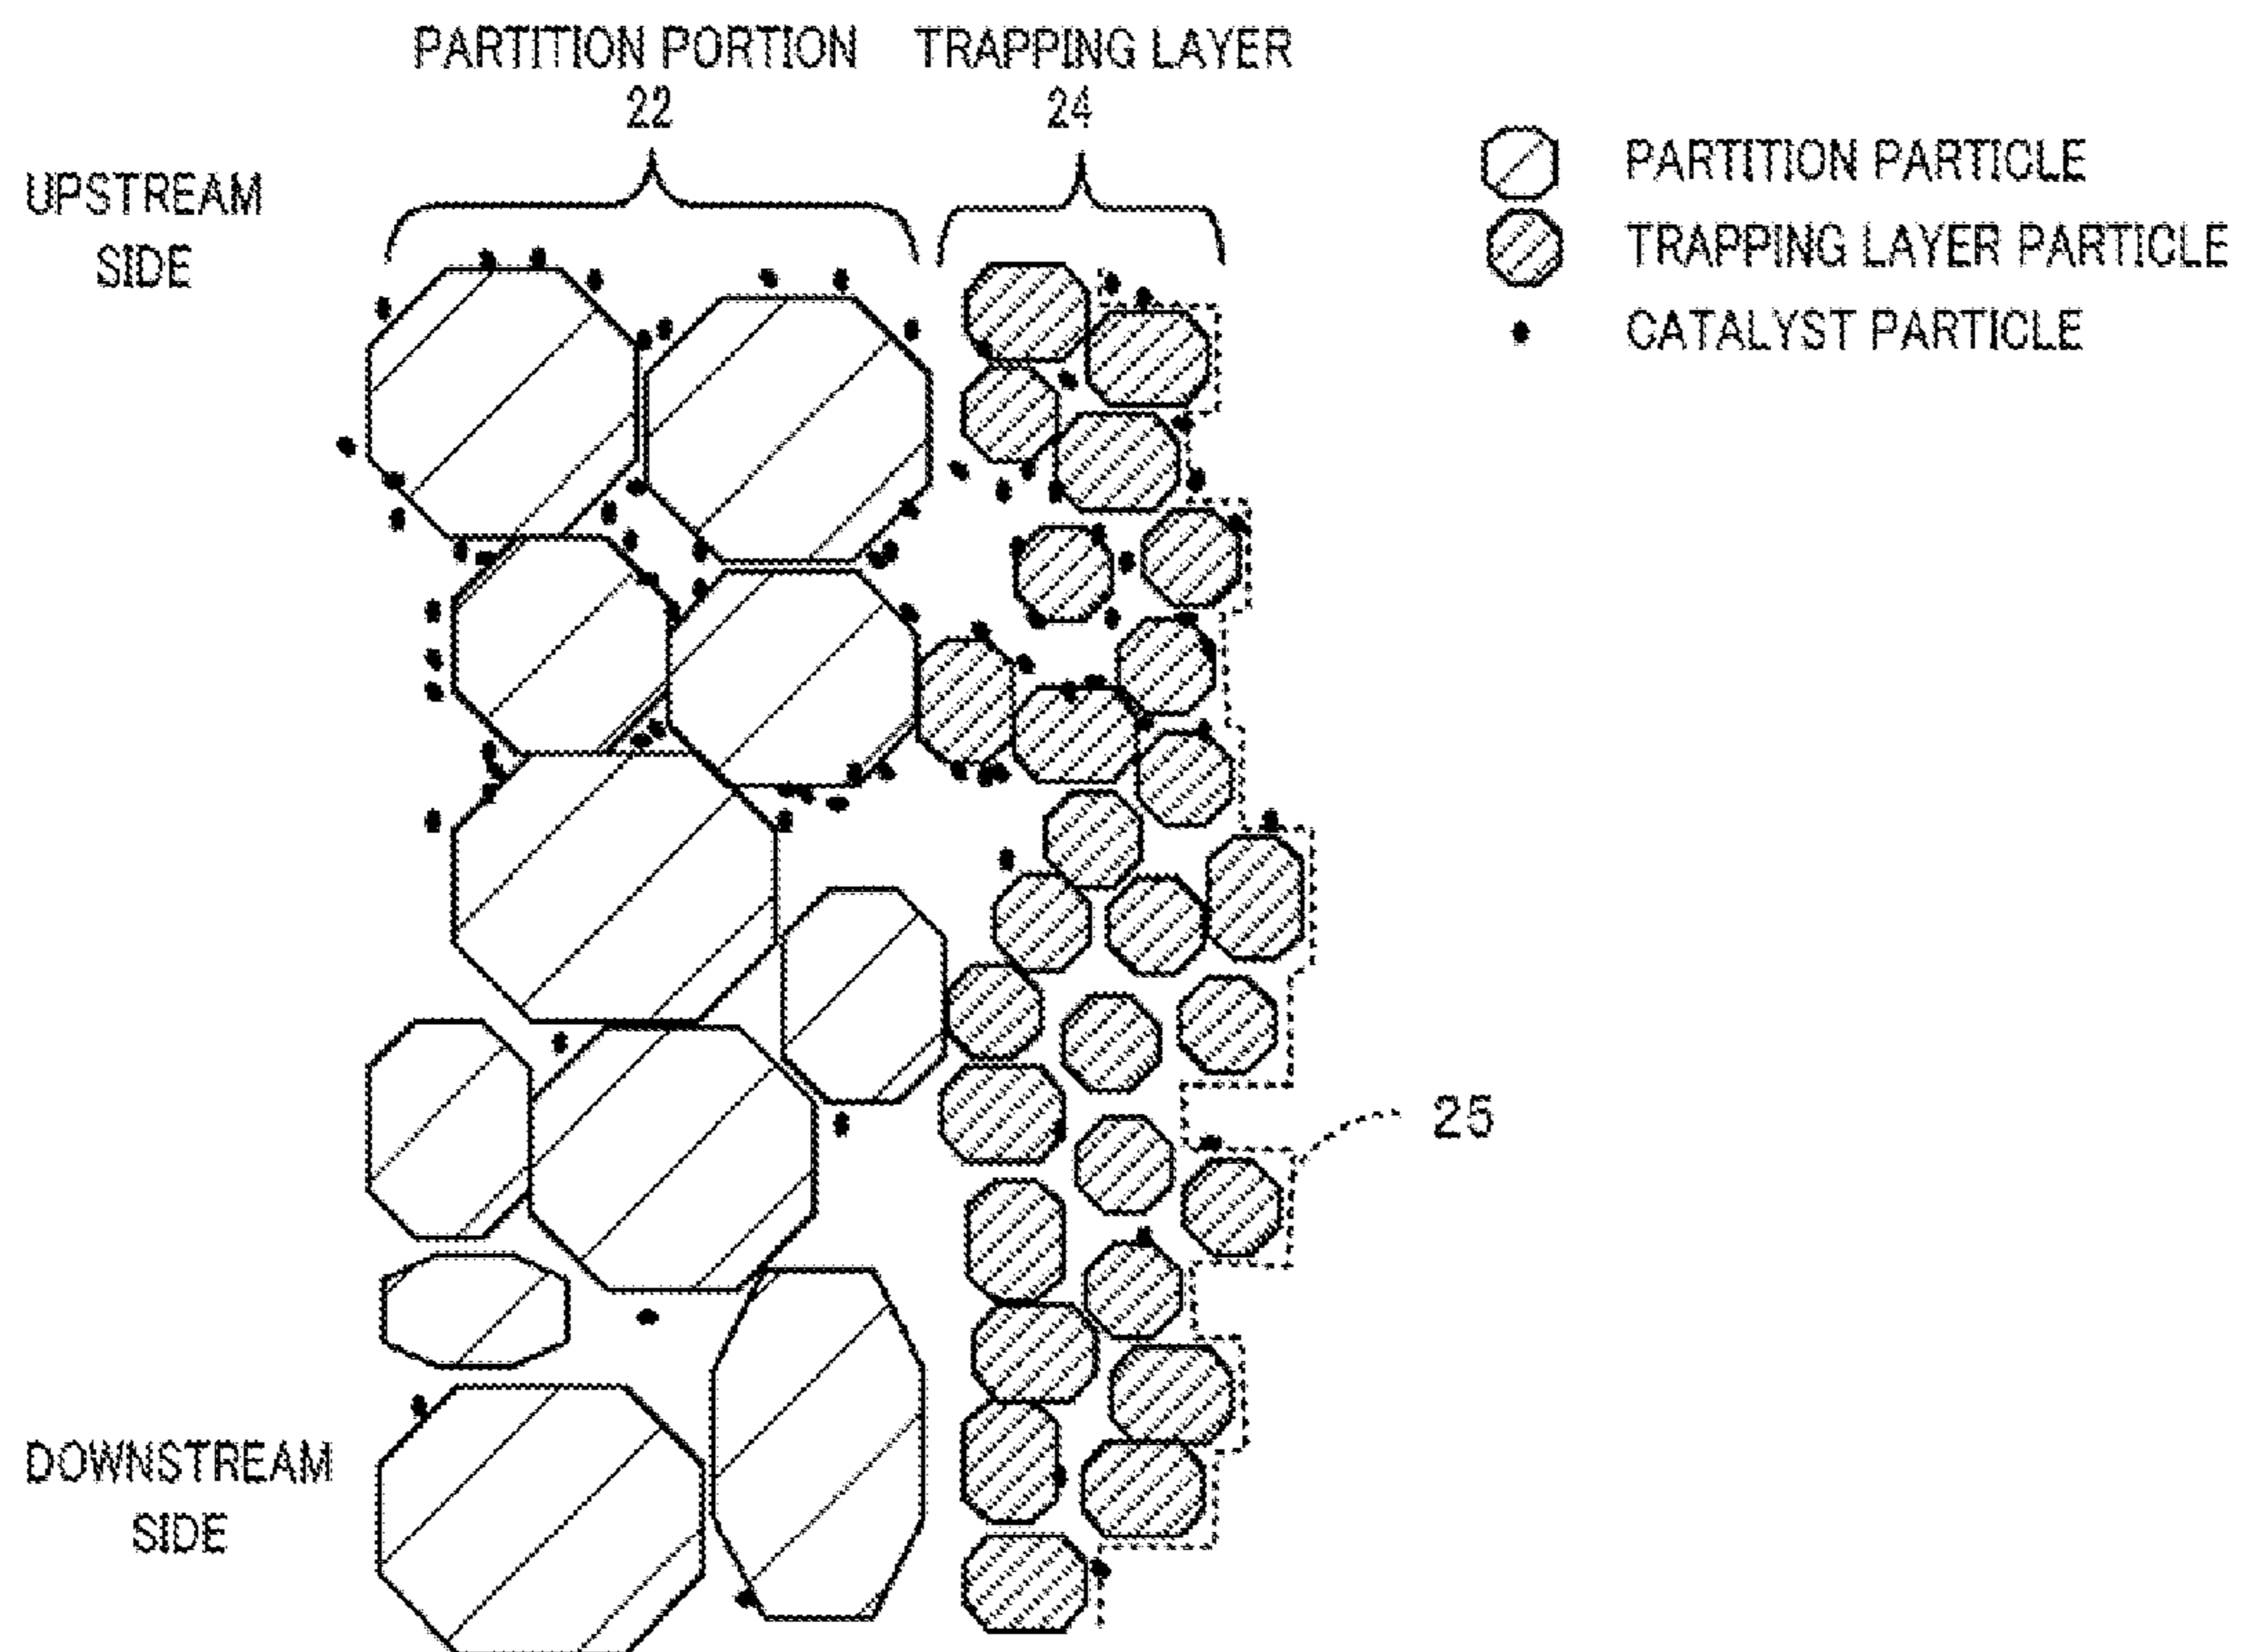 PARTITION PORTION
22
TRAPPING LAYER
24
UPSTREAM
SIDE
PARTITION PARTICLE
TRAPPING LAYER PARTICLE
CATALYST PARTICLE
25
DOWNSTREAM
SIDE